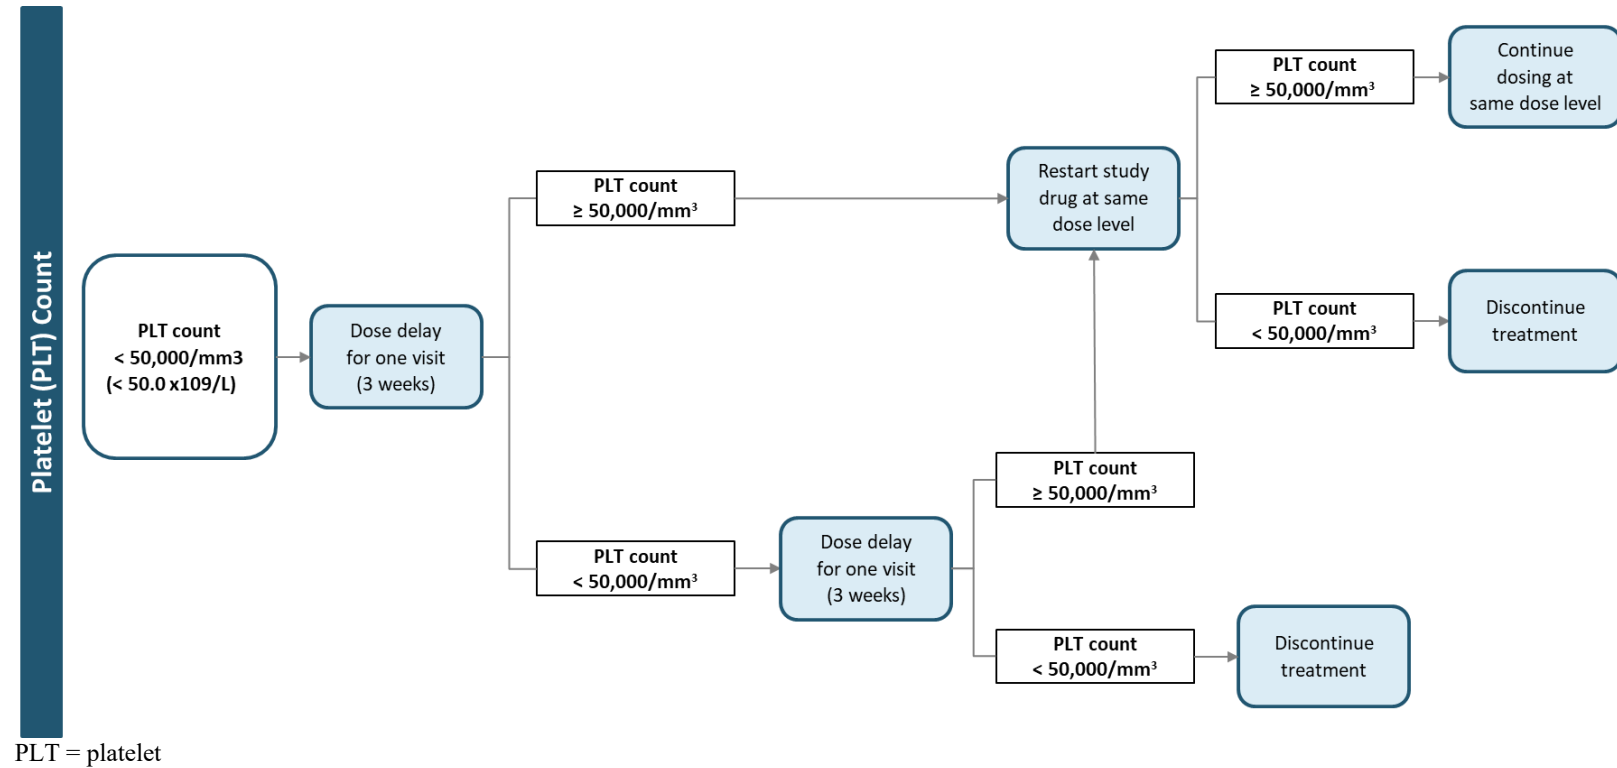 Platelet (PLT) Count
PLT count
< 50,000/mm3
(< 50.0 x109/L)
Dose delay
for one visit
(3 weeks)
PLT count
≥ 50,000/mm³
PLT count
< 50,000/mm³
Dose delay
for one visit
(3 weeks)
PLT count
≥ 50,000/mm³
PLT count
< 50,000/mm³
Discontinue
treatment
Restart study
drug at same
dose level
PLT count
≥ 50,000/mm³
Continue
dosing at
same dose level
PLT count
< 50,000/mm³
Discontinue
treatment
PLT = platelet